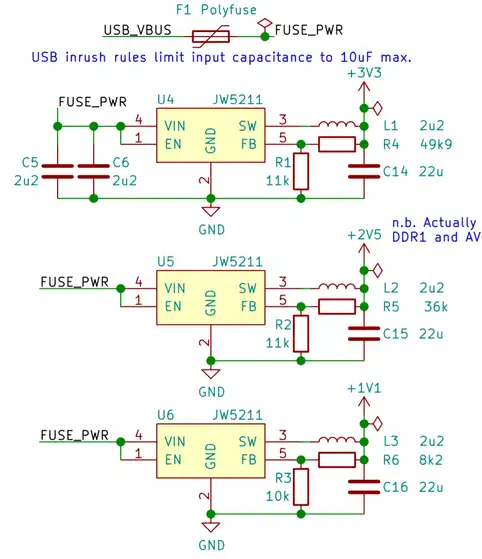 F1 Polyfuse
USB_VBUS
FUSE_PWR
USB inrush rules limit input capacitance to 10uF max.
+3V3
FUSE_PWR
U4 JW5211
4 VIN SW 3
1 EN GND FB 5
2
L1 2u2
R4 49k9
C5 2u2
C6 2u2
R1 11k
C14 22u
GND
n.b. Actually
DDR1 and AV
+2V5
FUSE_PWR
U5 JW5211
4 VIN SW 3
1 EN GND FB 5
2
L2 2u2
R5 36k
R2 11k
C15 22u
GND
+1V1
FUSE_PWR
U6 JW5211
4 VIN SW 3
1 EN GND FB 5
2
L3 2u2
R6 8k2
R3 10k
C16 22u
GND